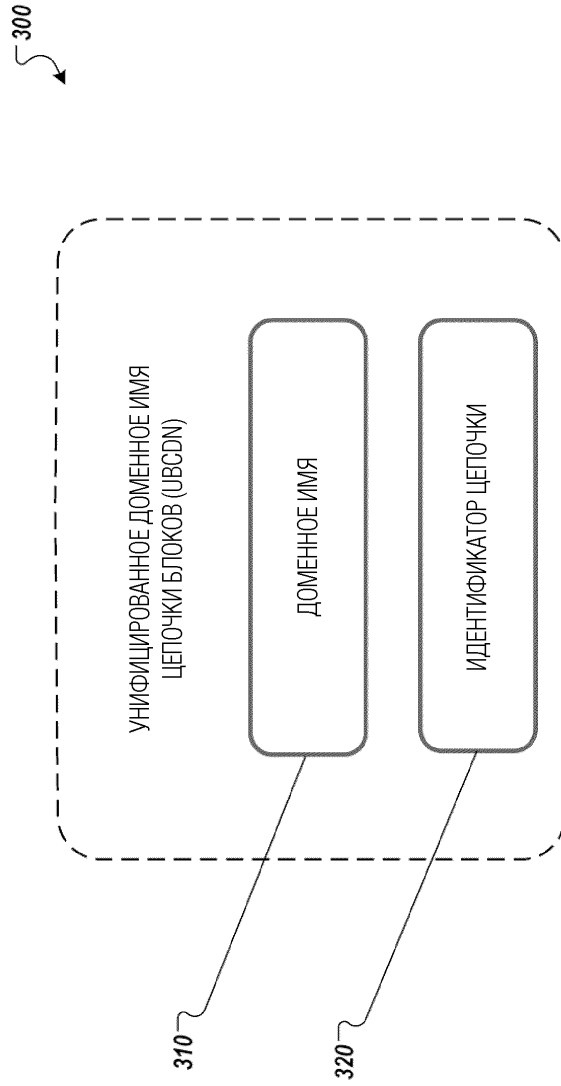 300
УНИФИЦИРОВАННОЕ ДОМЕННОЕ ИМЯ
ЦЕПОЧКИ БЛОКОВ (UBCDN)
310
ДОМЕННОЕ ИМЯ
320
ИДЕНТИФИКАТОР ЦЕПОЧКИ